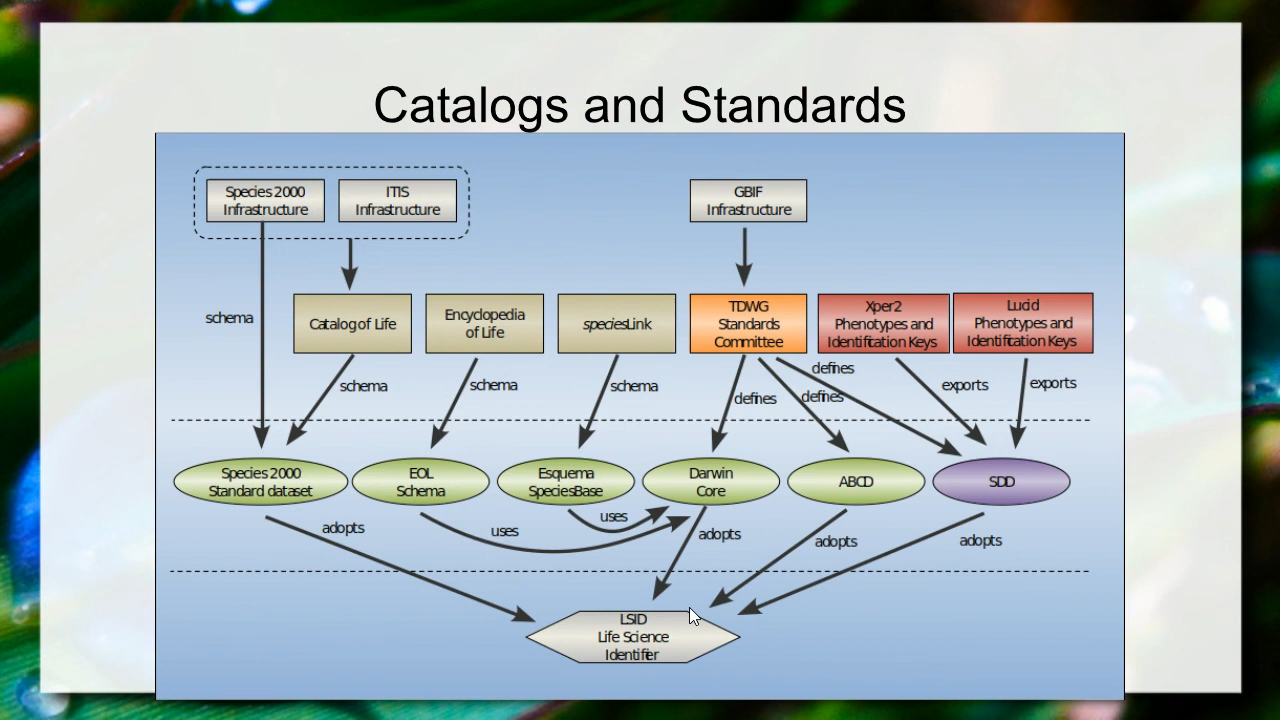 Catalogs and Standards
Species 2000
Infrastructure
ITIS
Infrastructure
GBIF
Infrastructure
schema
Catalog of Life
Encyclopedia
of Life
speciesLink
TDWG
Standards
Committee
Xper2
Phenotypes and
Identification Keys
Lucid
Phenotypes and
Identification Keys
schema
schema
schema
defines
defines
defines
exports
exports
Species 2000
Standard dataset
EOL
Schema
Esquema
SpeciesBase
Darwin
Core
ABCD
SDD
adopts
uses
uses
adopts
adopts
adopts
LSID
Life Science
Identifier